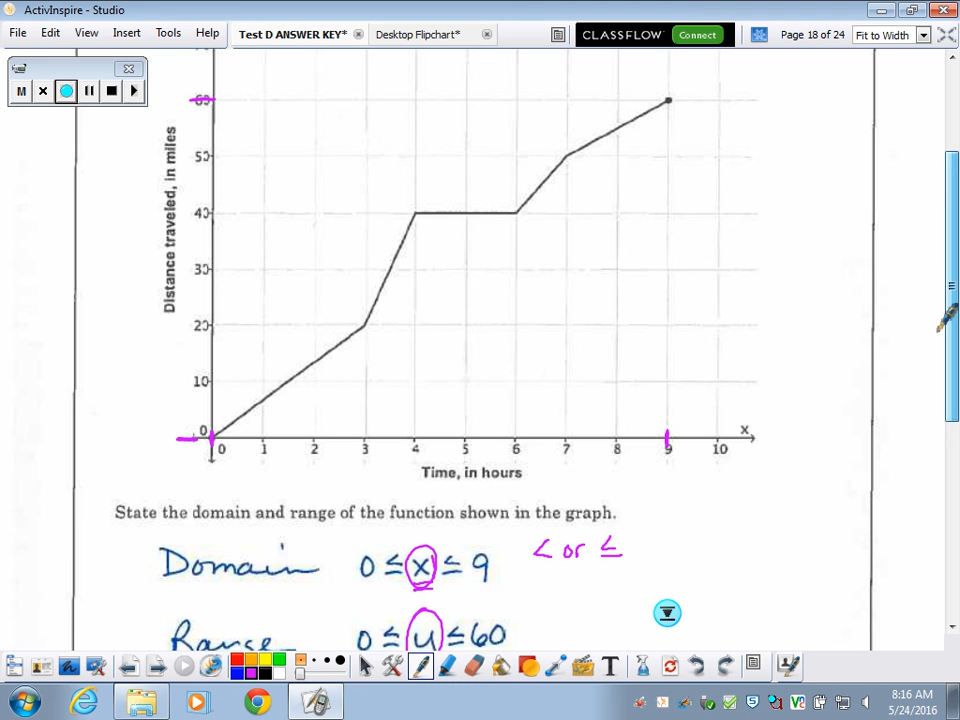 ActivInspire - Studio
File Edit View Insert Tools Help Test D ANSWER KEY* Desktop Flipchart* CLASSFLOW Connect Page 18 of 24 Fit to Width
M
60
50
40
30
20
10
0
Distance traveled, in miles
0 1 2 3 4 5 6 7 8 9 10 x
Time, in hours
State the domain and range of the function shown in the graph.
Domain 0 ≤ x ≤ 9 < or ≤
Range 0 ≤ y ≤ 60
T
8:16 AM
5/24/2016